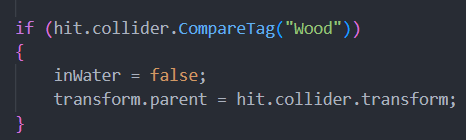 if (hit.collider.CompareTag("Wood"))
{
    inWater = false;
    transform.parent = hit.collider.transform;
}